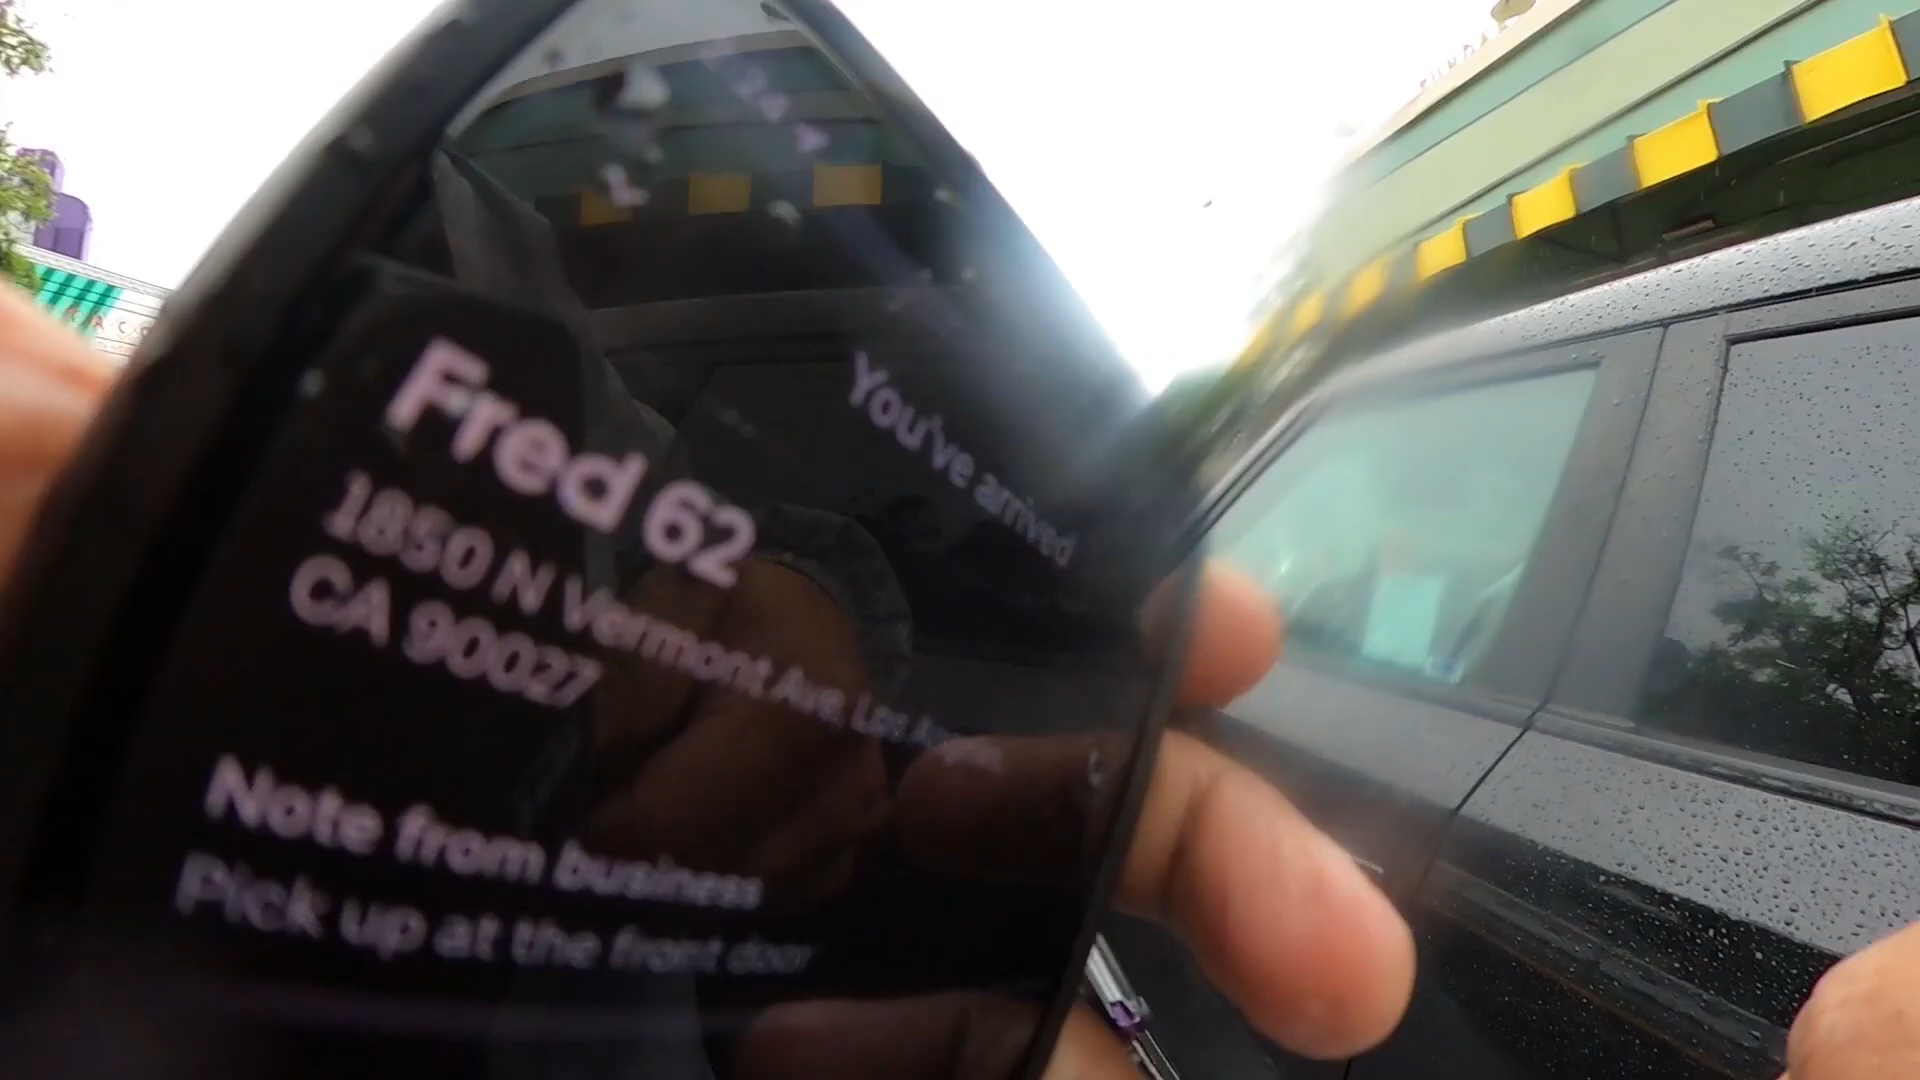 You've arrived
Fred 62
1850 N Vermont Ave, Los Angeles,
CA 90027
Note from business
Pick up at the front door
TACO